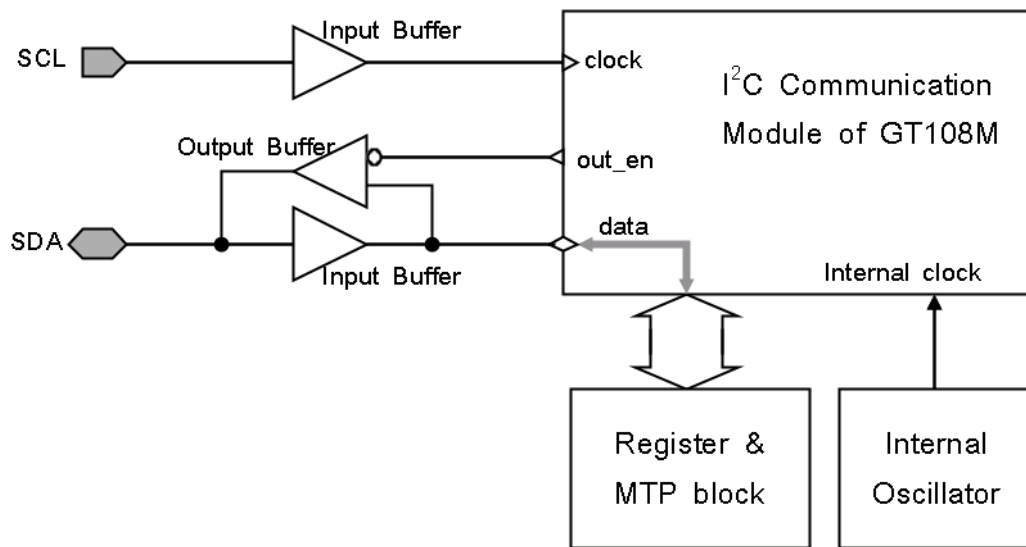 SCL
Input Buffer
clock
I²C Communication
Module of GT108M
Output Buffer
out_en
SDA
data
Input Buffer
Internal clock
Register &
MTP block
Internal
Oscillator